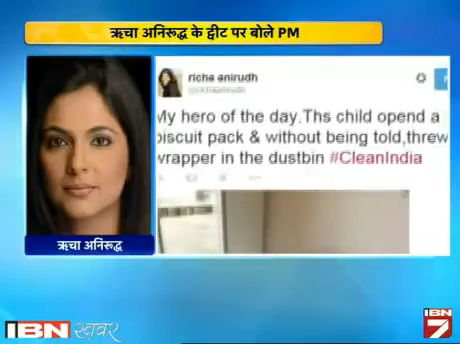 ऋचा अनिरूद्ध के ट्वीट पर बोले PM
richa anirudh
My hero of the day.Ths child opend a
biscuit pack & without being told,threw
wrapper in the dustbin #CleanIndia
ऋचा अनिरूद्ध
IBN ख़बर
IBN
7